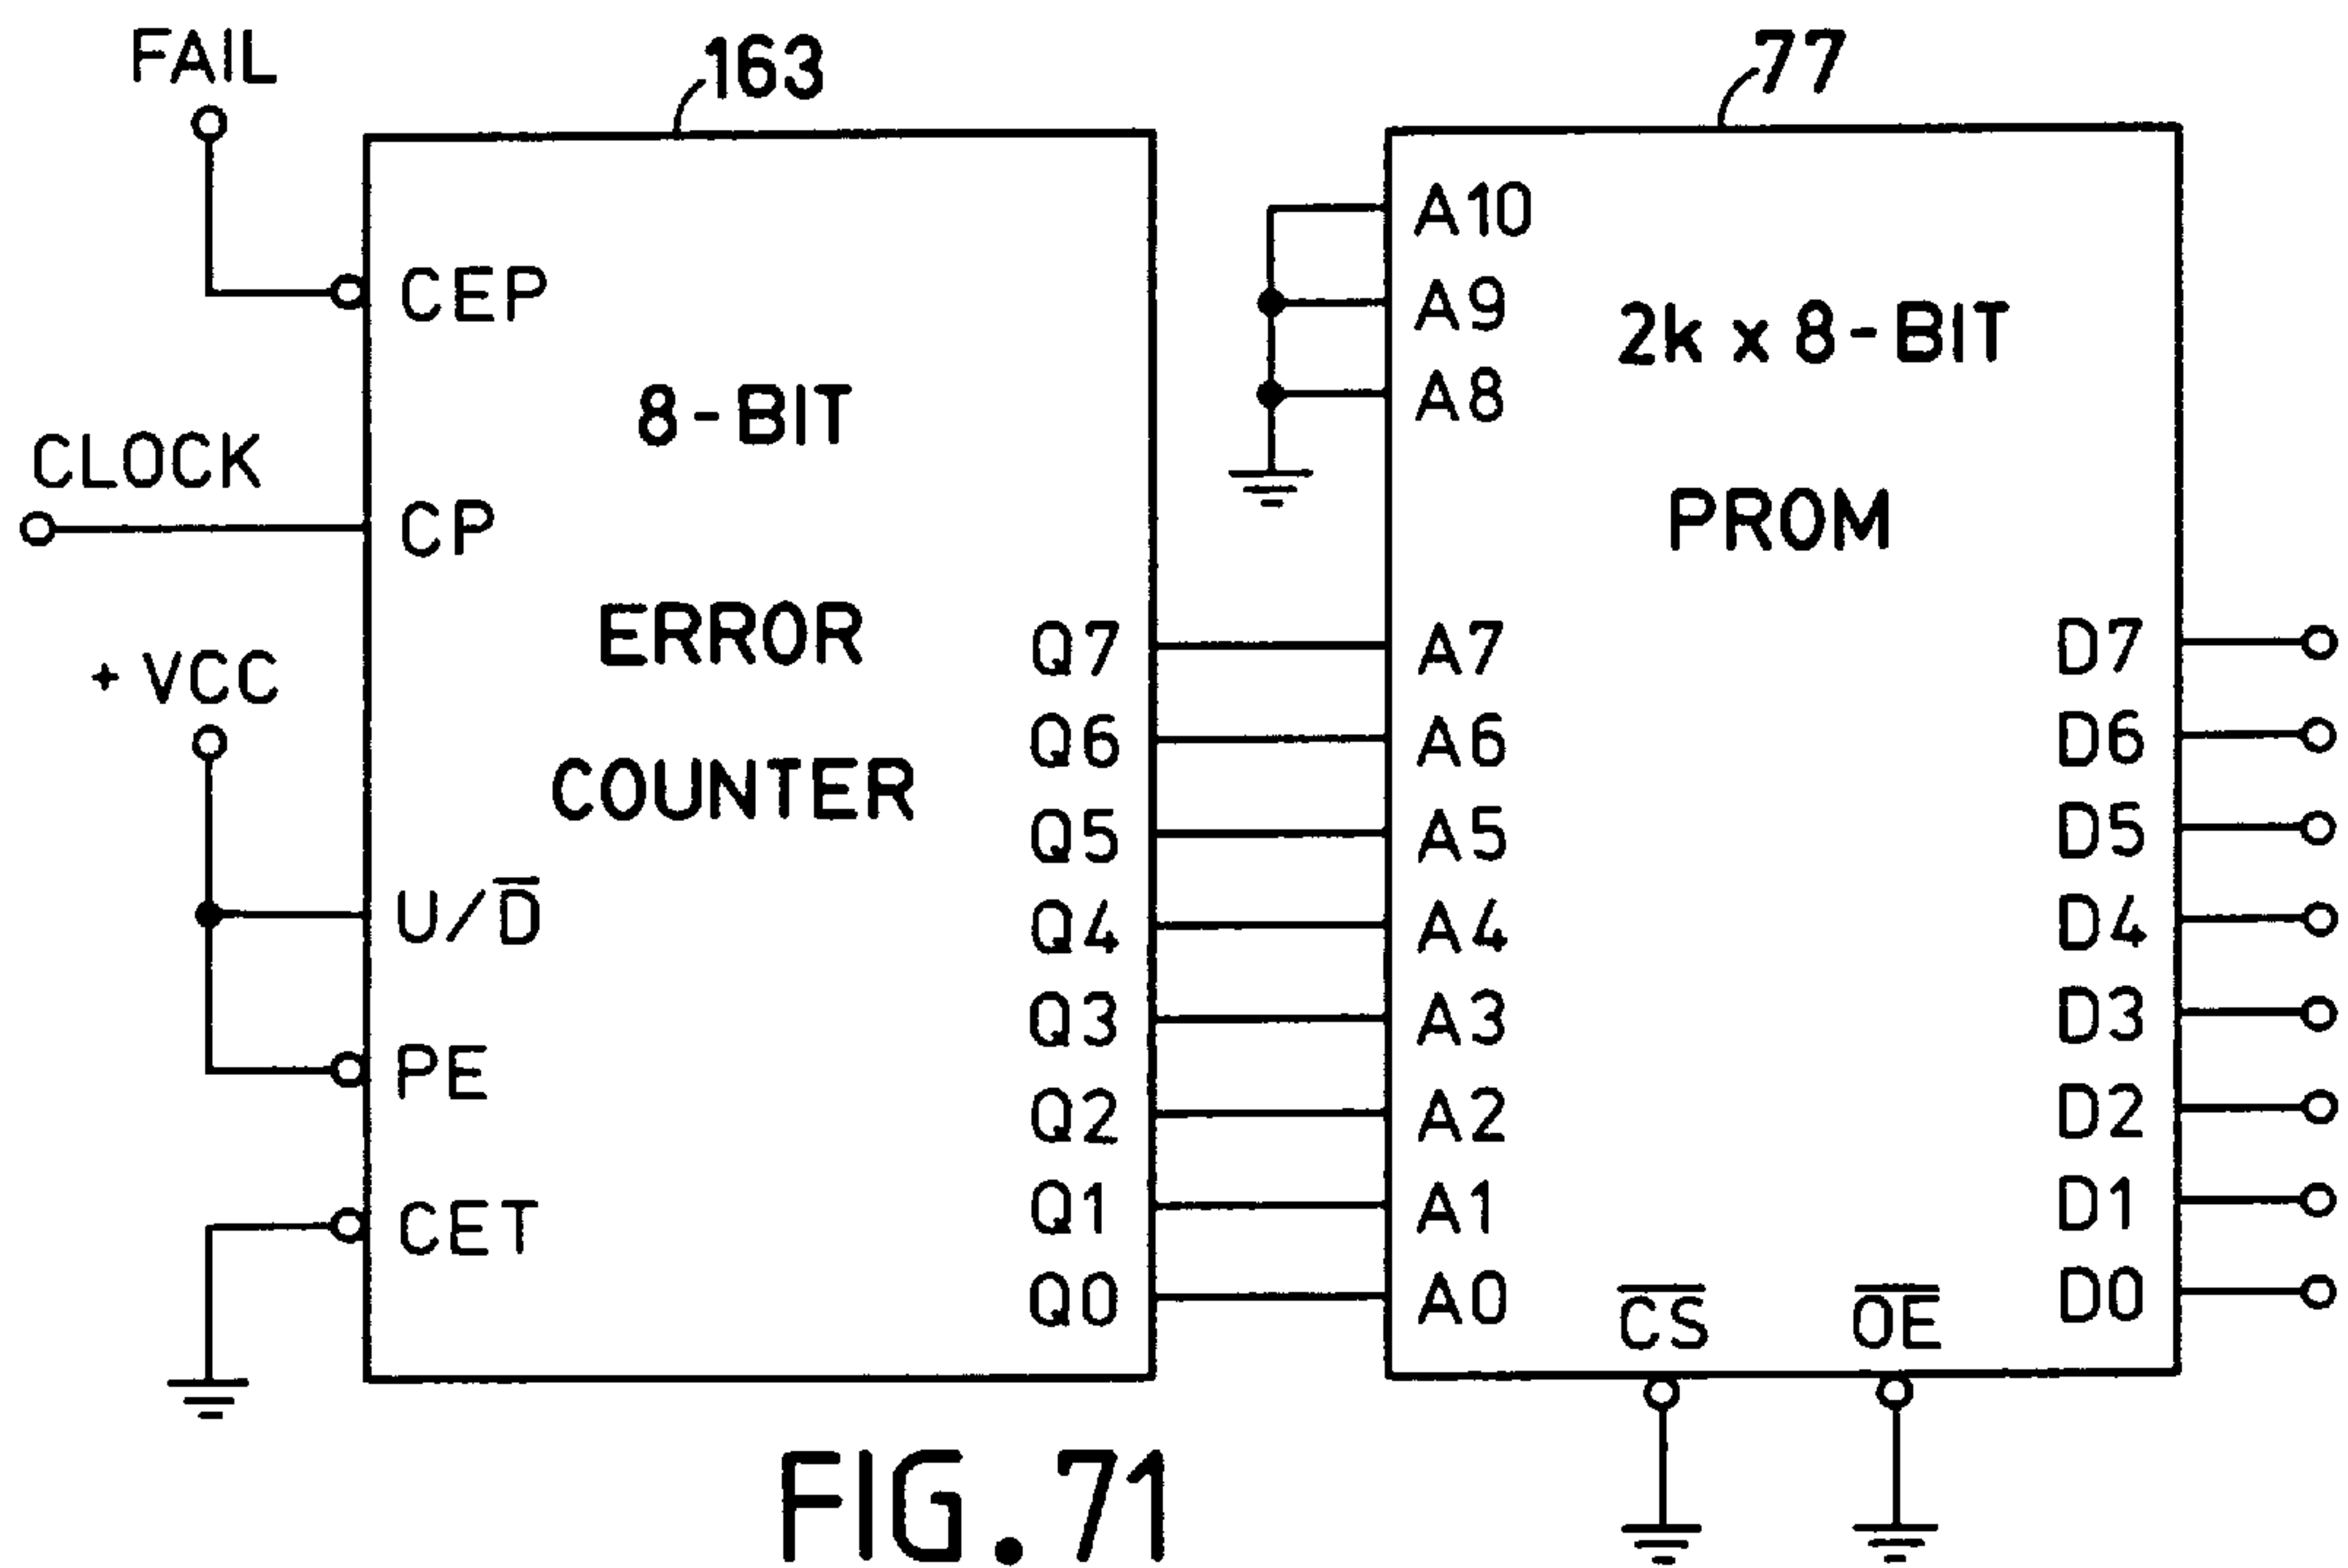 FAIL
163
77
CEP
8-BIT
CLOCK
CP
ERROR
+ VCC
COUNTER
U/D̅
PE
CET
Q7
Q6
Q5
Q4
Q3
Q2
Q1
Q0
A10
A9
A8
2k x 8-BIT
PROM
A7
A6
A5
A4
A3
A2
A1
A0
D7
D6
D5
D4
D3
D2
D1
D0
C̅S̅
O̅E̅
FIG. 71